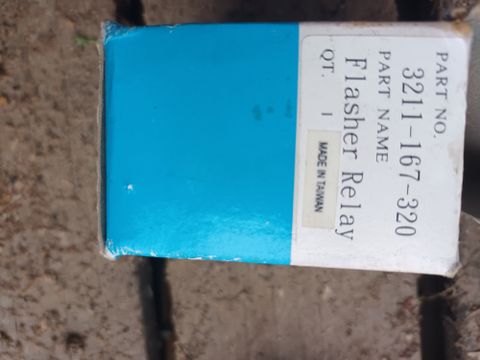 PART NO.
3211-167-320
PART NAME
Flasher Relay
QT. 1
MADE IN TAIWAN